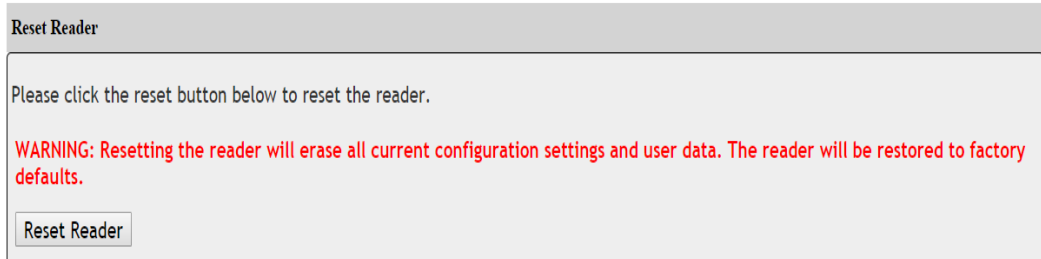 Reset Reader
Please click the reset button below to reset the reader.
WARNING: Resetting the reader will erase all current configuration settings and user data. The reader will be restored to factory
defaults.
Reset Reader